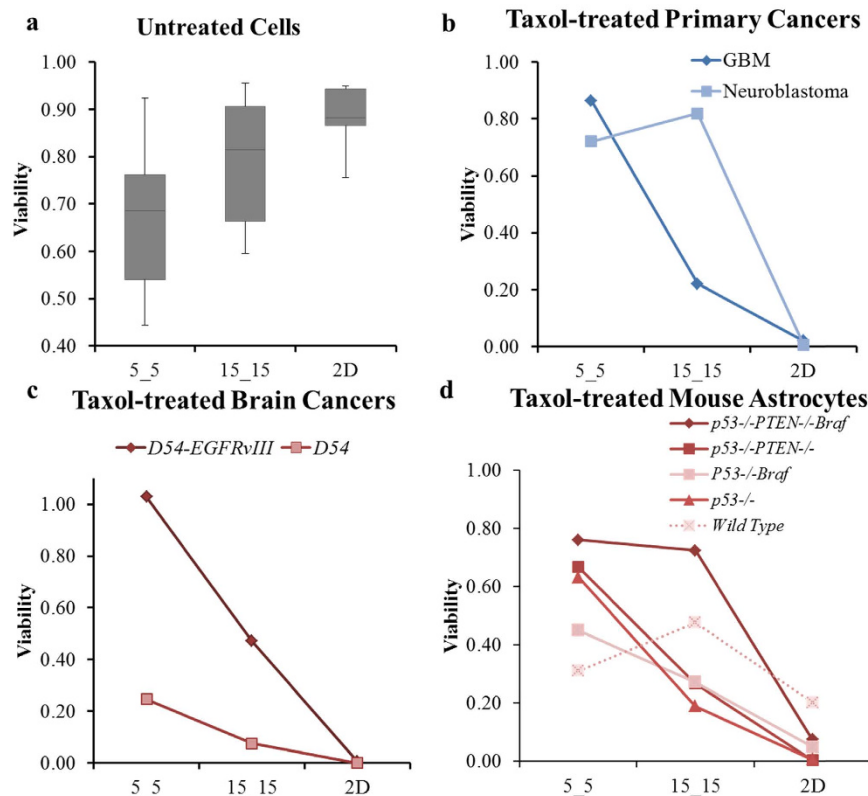 a
Untreated Cells
1.00
0.90
0.80
0.70
0.60
0.50
0.40
Viability
5_5
15_15
2D
b
Taxol-treated Primary Cancers
GBM
Neuroblastoma
1.00
0.80
0.60
0.40
0.20
0.00
Viability
5_5
15_15
2D
c
Taxol-treated Brain Cancers
D54-EGFRvIII
D54
1.00
0.80
0.60
0.40
0.20
0.00
Viability
5_5
15_15
2D
d
Taxol-treated Mouse Astrocytes
p53-/-PTEN-/-Braf
p53-/-PTEN-/-
P53-/-Braf
p53-/-
Wild Type
1.00
0.80
0.60
0.40
0.20
0.00
Viability
5_5
15_15
2D